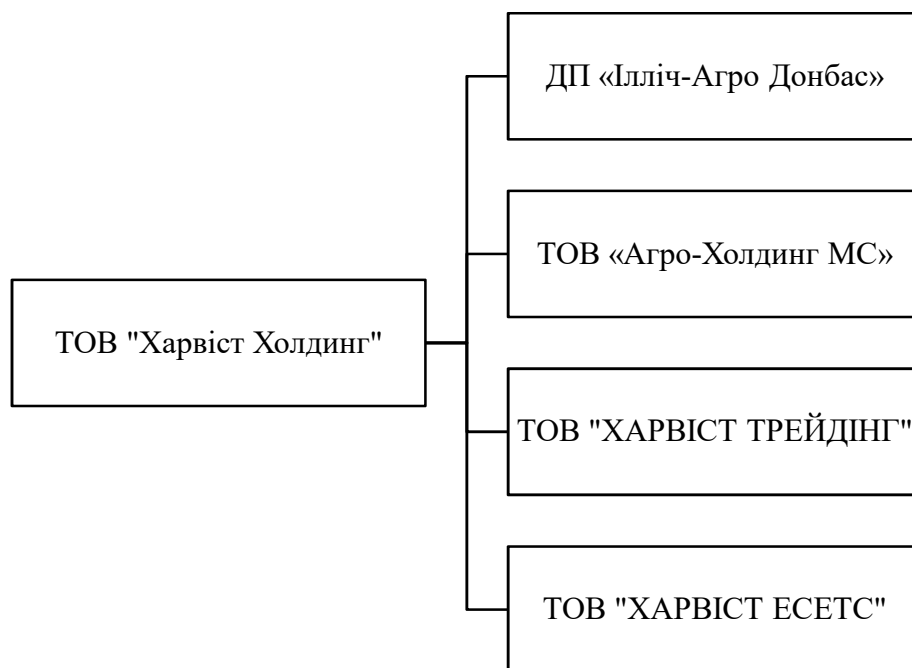 ДП «Ілліч-Агро Донбас»
ТОВ «Агро-Холдинг МС»
ТОВ "Харвіст Холдинг"
ТОВ "ХАРВІСТ ТРЕЙДІНГ"
ТОВ "ХАРВІСТ ЕСЕТС"